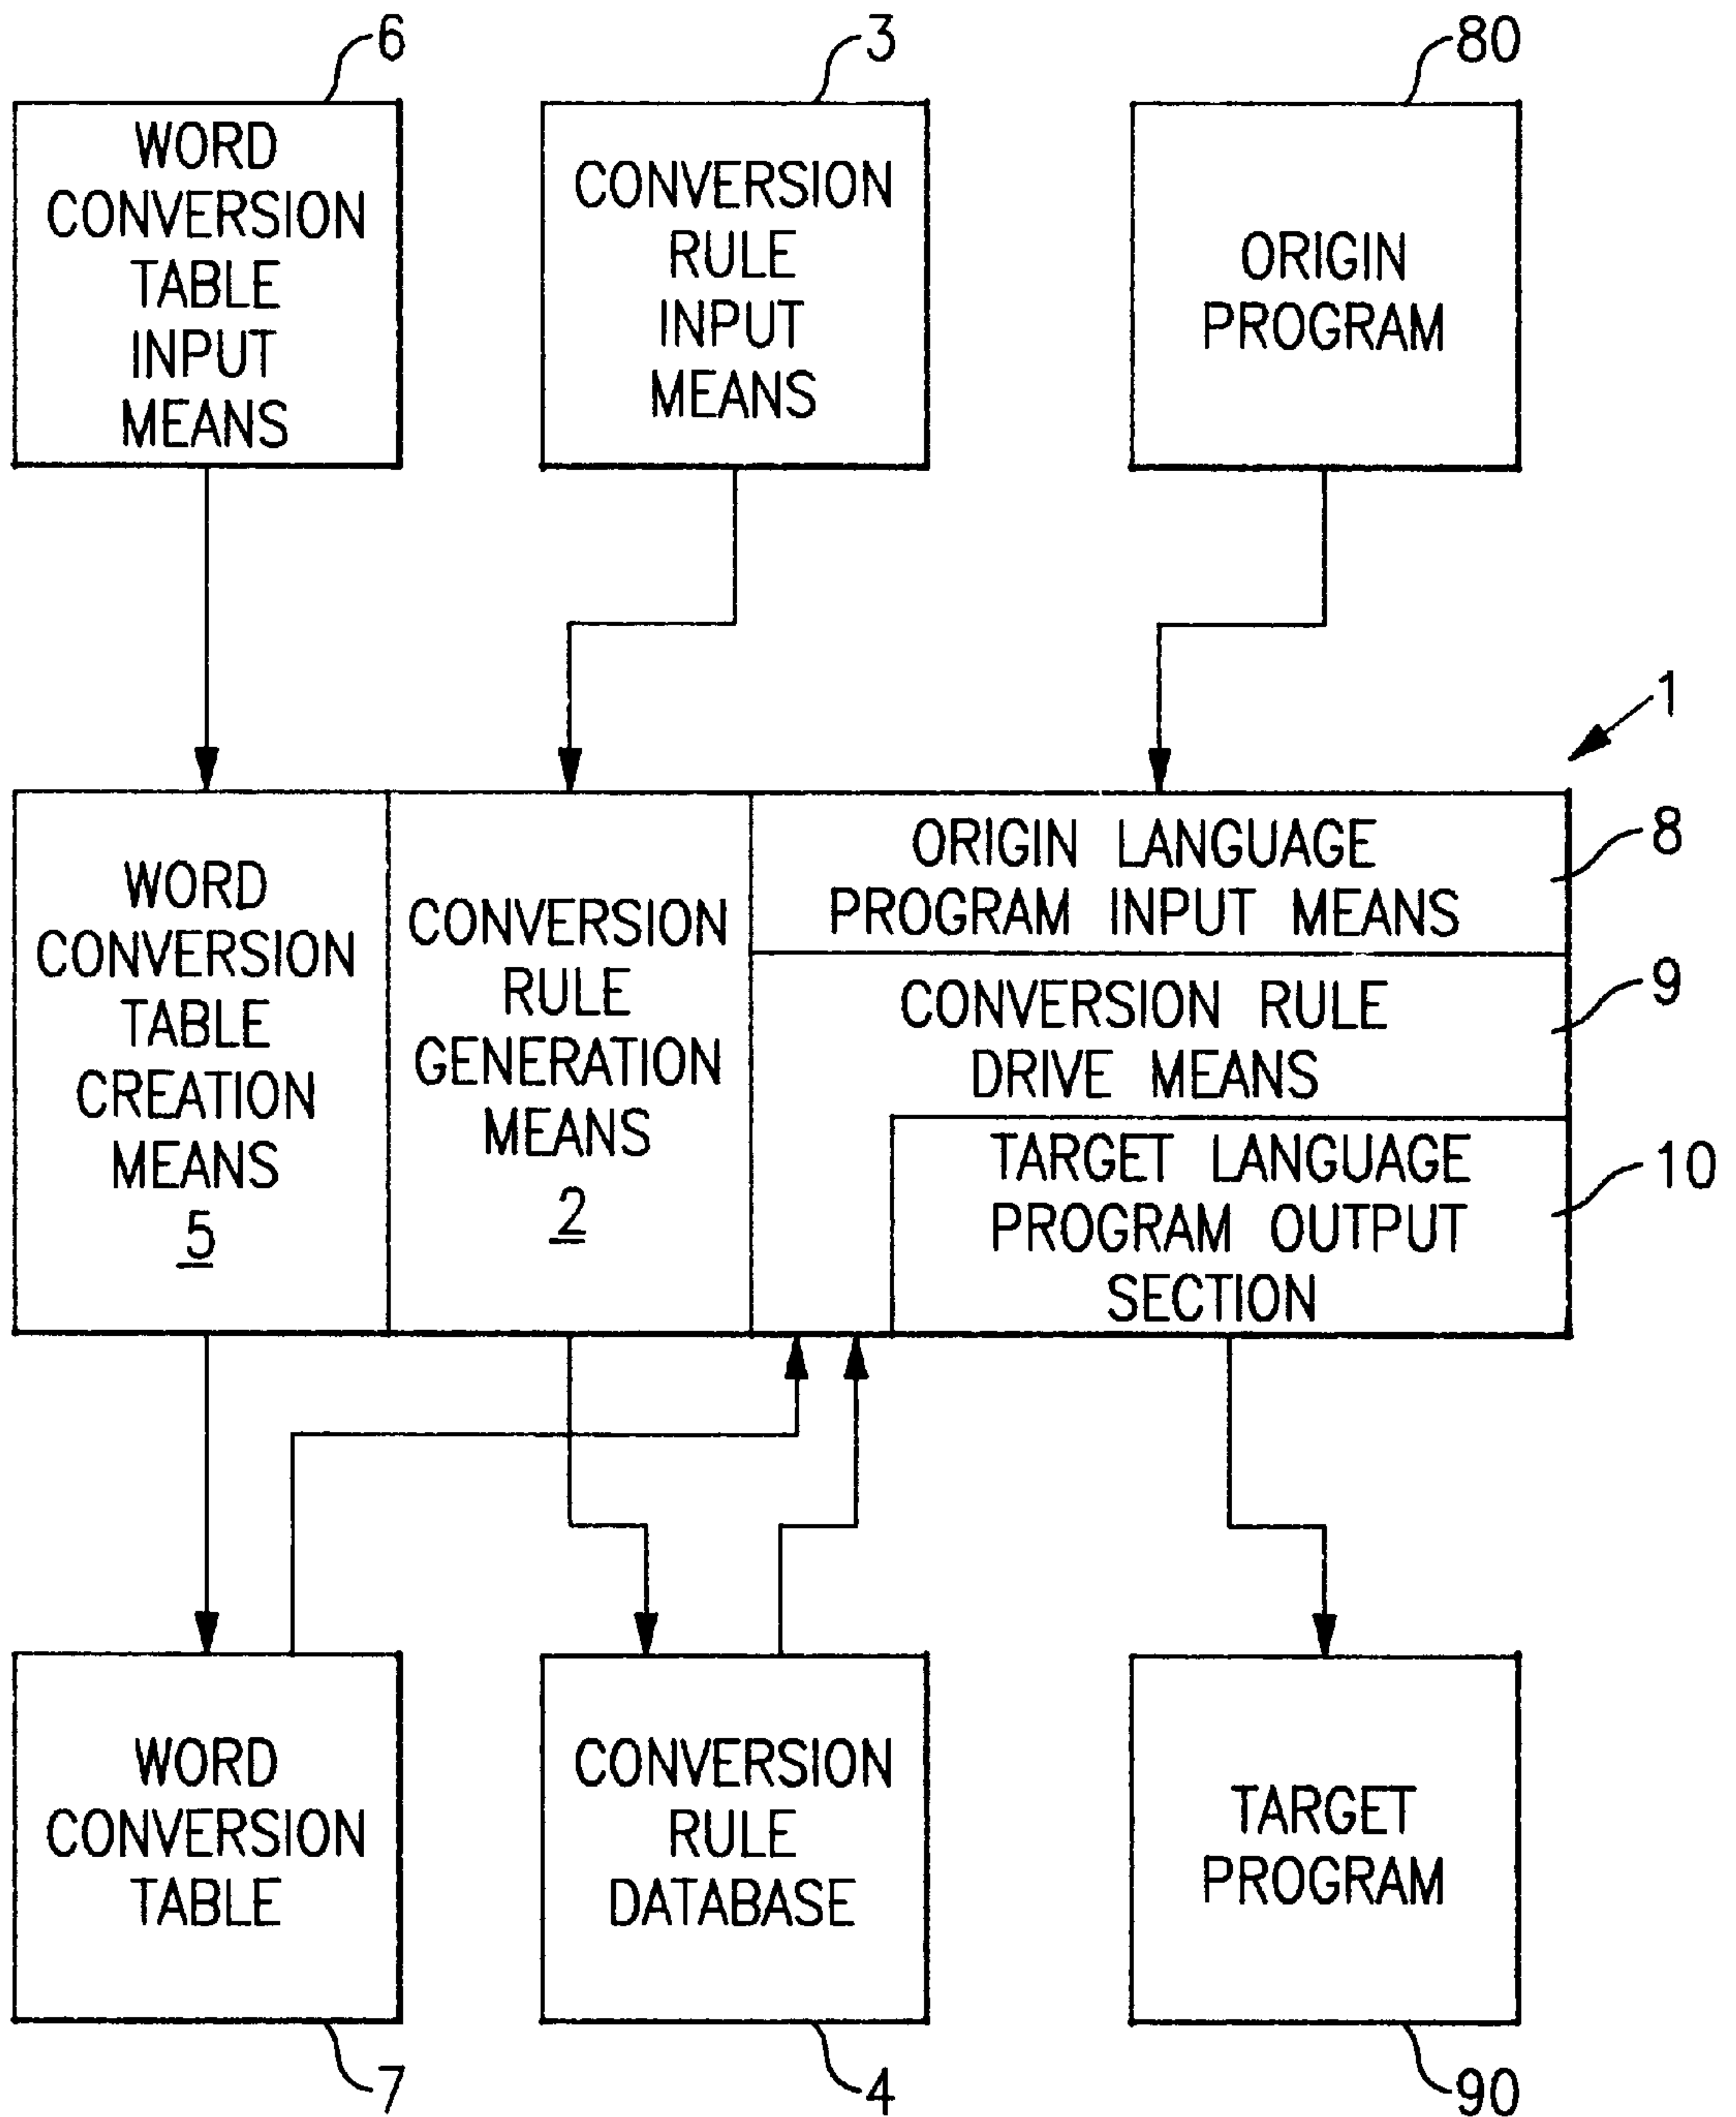 6
3
80
WORD
CONVERSION
TABLE
INPUT
MEANS
CONVERSION
RULE
INPUT
MEANS
ORIGIN
PROGRAM
1
WORD
CONVERSION
TABLE
CREATION
MEANS
5
CONVERSION
RULE
GENERATION
MEANS
2
ORIGIN LANGUAGE
PROGRAM INPUT MEANS
8
CONVERSION RULE
DRIVE MEANS
9
TARGET LANGUAGE
PROGRAM OUTPUT
SECTION
10
WORD
CONVERSION
TABLE
CONVERSION
RULE
DATABASE
TARGET
PROGRAM
7
4
90